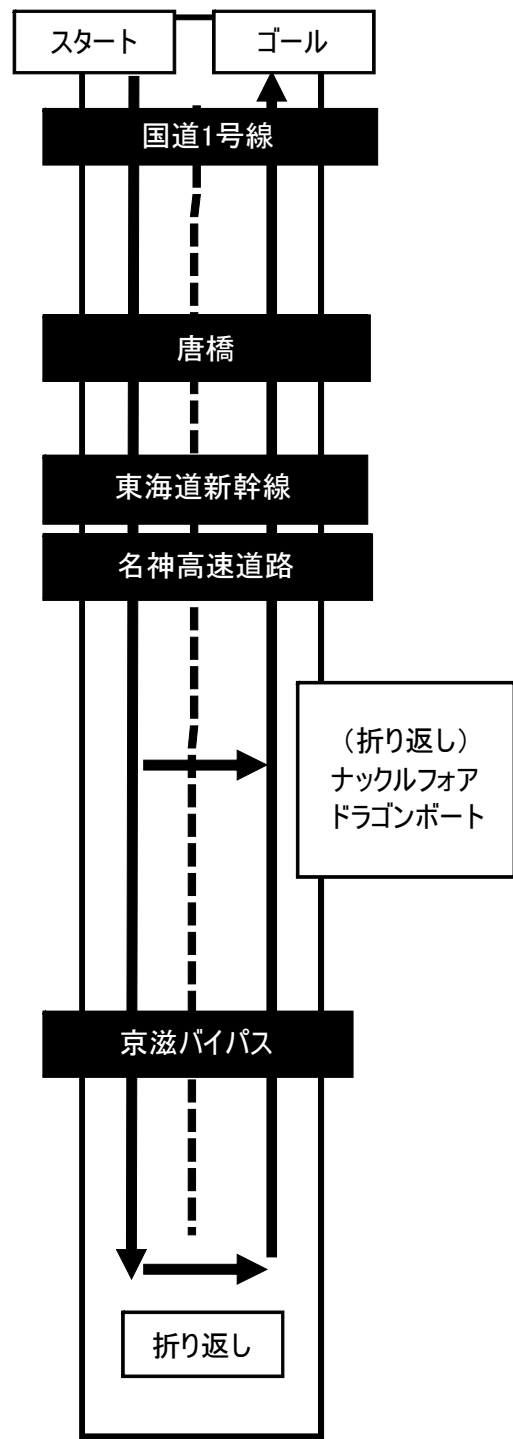 スタート
ゴール
国道1号線
唐橋
東海道新幹線
名神高速道路
（折り返し）
ナックルフォア
ドラゴンボート
京滋バイパス
折り返し